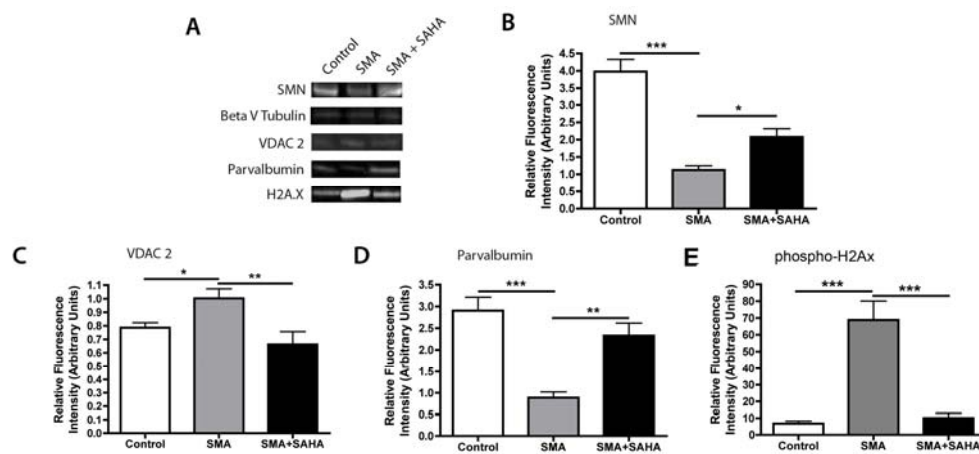 A
Control
SMA
SMA + SAHA
SMN
Beta V Tubulin
VDAC 2
Parvalbumin
H2A.X
B
SMN
Relative Fluorescence
Intensity (Arbitrary Units)
4.5
4.0
3.5
3.0
2.5
2.0
1.5
1.0
0.5
0.0
***
*
Control
SMA
SMA+SAHA
C
VDAC 2
Relative Fluorescence
Intensity (Arbitrary Units)
1.1
1.0
0.9
0.8
0.7
0.6
0.5
0.4
0.3
0.2
0.1
0.0
*
**
Control
SMA
SMA+SAHA
D
Parvalbumin
Relative Fluorescence
Intensity (Arbitrary Units)
3.5
3.0
2.5
2.0
1.5
1.0
0.5
0.0
***
**
Control
SMA
SMA+SAHA
E
phospho-H2Ax
Relative Fluorescence
Intensity (Arbitrary Units)
90
80
70
60
50
40
30
20
10
0
***
***
Control
SMA
SMA+SAHA